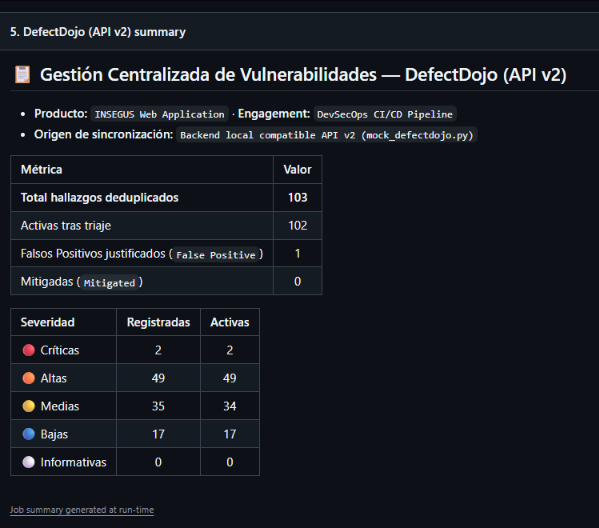 5. DefectDojo (API v2) summary
Gestión Centralizada de Vulnerabilidades — DefectDojo (API v2)
• Producto: INSEGUS Web Application · Engagement: DevSecOps CI/CD Pipeline
• Origen de sincronización: Backend local compatible API v2 (mock_defectdojo.py)
Métrica Valor
Total hallazgos deduplicados 103
Activas tras triaje 102
Falsos Positivos justificados (False Positive) 1
Mitigadas (Mitigated) 0
Severidad Registradas Activas
Críticas 2 2
Altas 49 49
Medias 35 34
Bajas 17 17
Informativas 0 0
Job summary generated at run-time